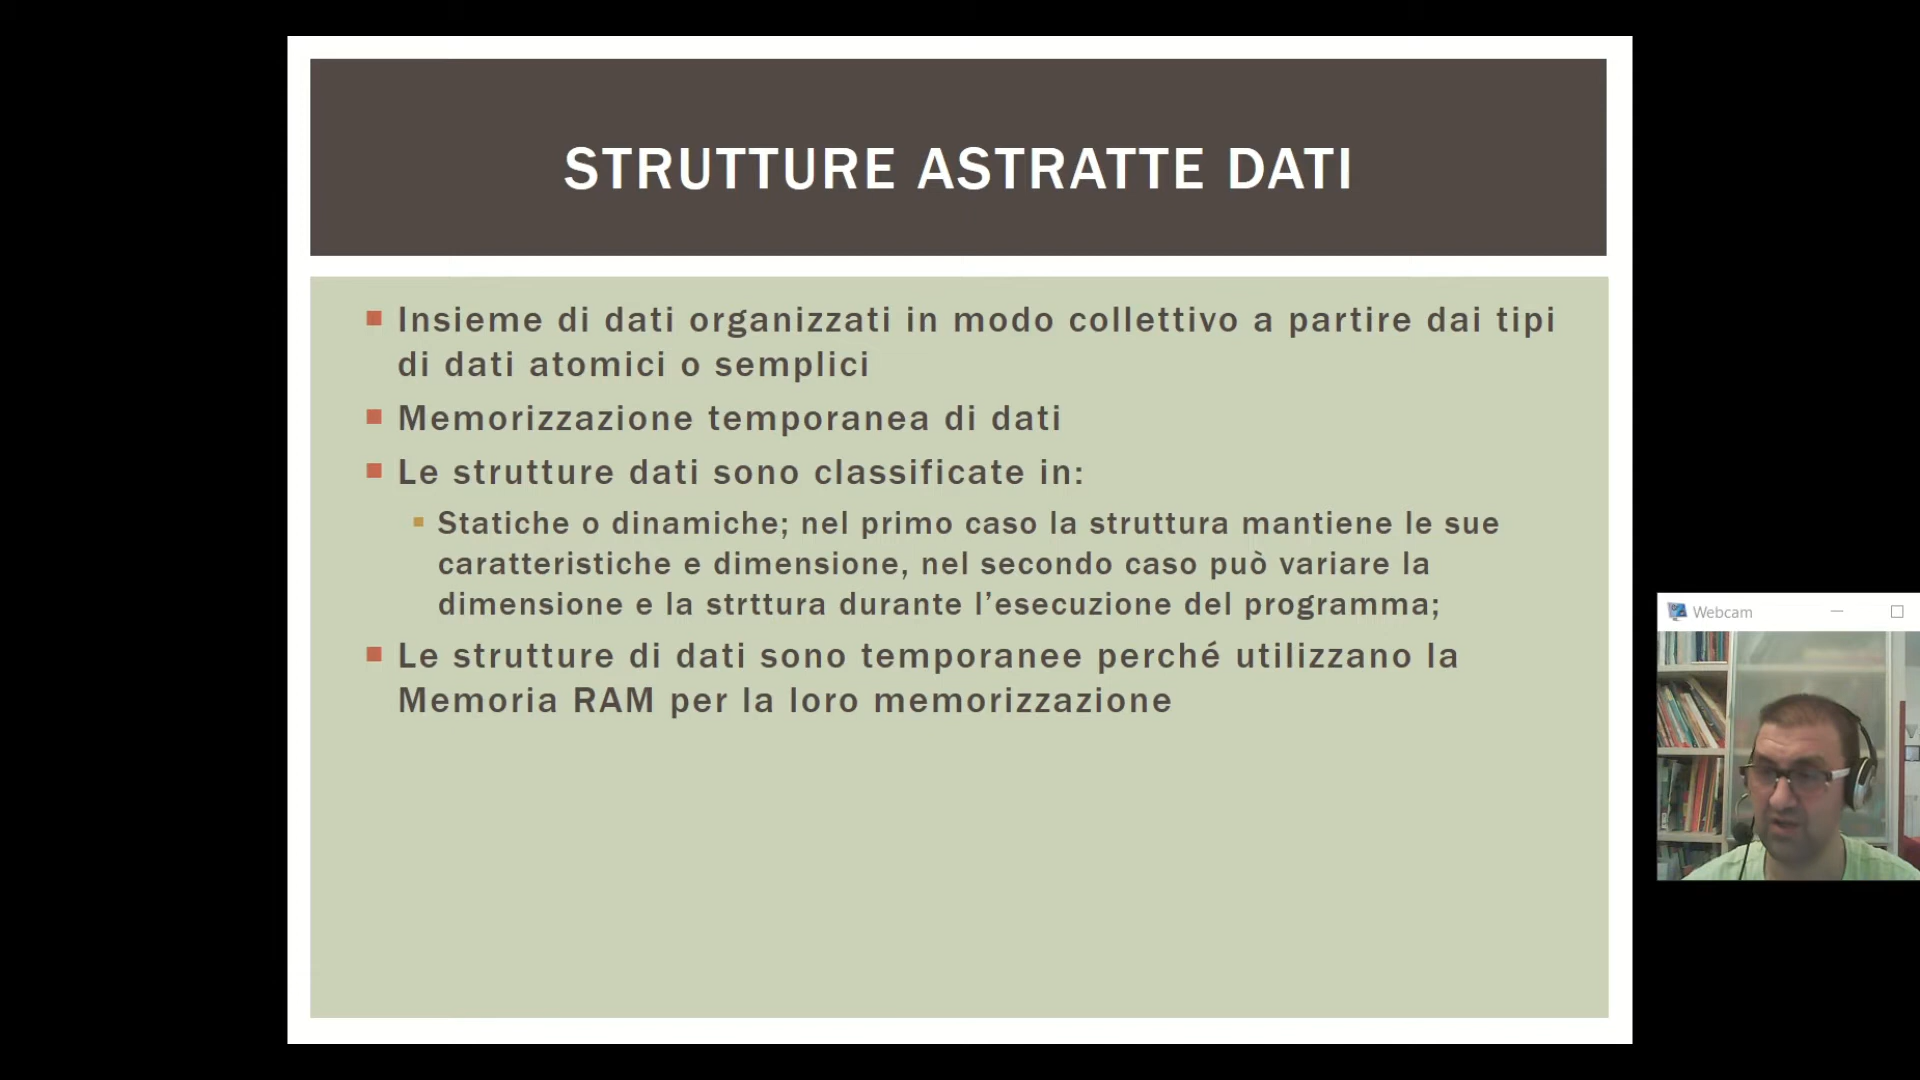 STRUTTURE ASTRATTE DATI
Insieme di dati organizzati in modo collettivo a partire dai tipi
di dati atomici o semplici
Memorizzazione temporanea di dati
Le strutture dati sono classificate in:
Statiche o dinamiche; nel primo caso la struttura mantiene le sue
caratteristiche e dimensione, nel secondo caso può variare la
dimensione e la strttura durante l’esecuzione del programma;
Le strutture di dati sono temporanee perché utilizzano la
Memoria RAM per la loro memorizzazione
Webcam